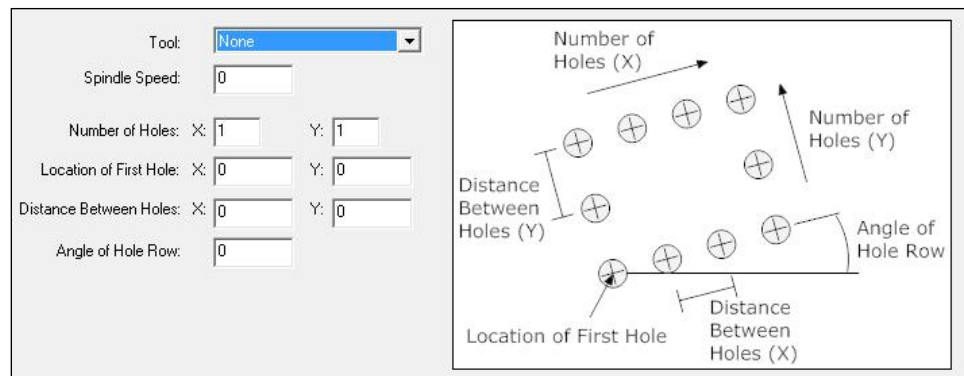 Tool: None
Spindle Speed: 0
Number of Holes: X: 1 Y: 1
Location of First Hole: X: 0 Y: 0
Distance Between Holes: X: 0 Y: 0
Angle of Hole Row: 0
Number of
Holes (X)
Number of
Holes (Y)
Distance
Between
Holes (Y)
Angle of
Hole Row
Location of First Hole
Distance
Between
Holes (X)